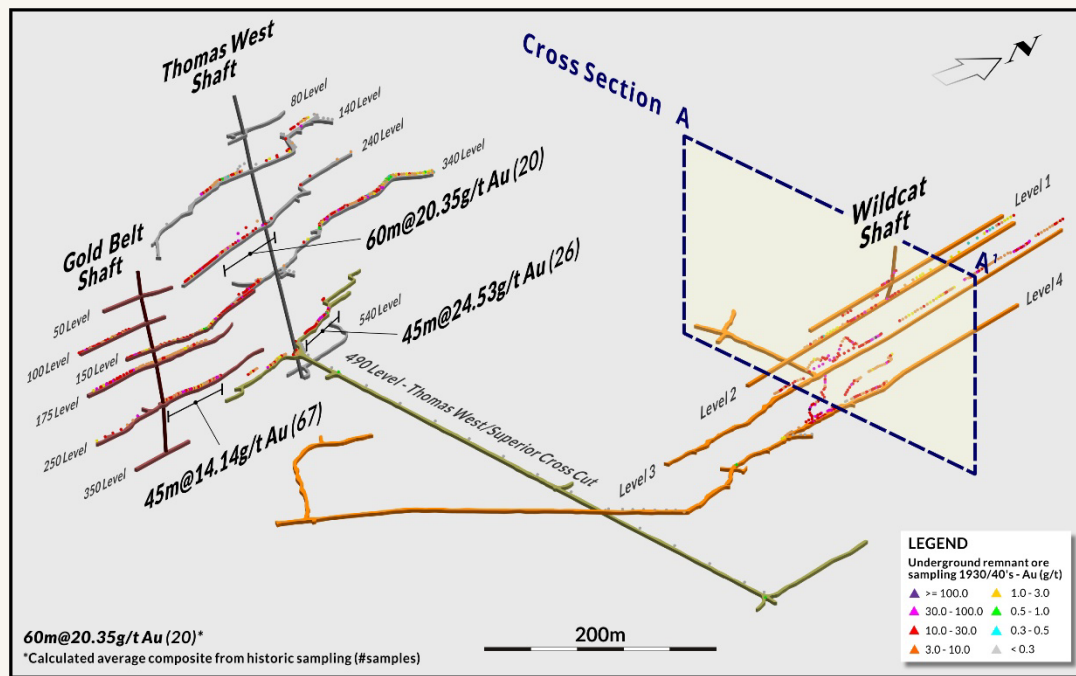 Thomas West
Shaft
80 Level
140 Level
240 Level
340 Level
60m@20.35g/t Au (20)
Gold Belt
Shaft
50 Level
100 Level
150 Level
175 Level
250 Level
350 Level
540 Level
45m@24.53g/t Au (26)
45m@14.14g/t Au (67)
490 Level - Thomas West/Superior Cross Cut
Cross Section A
N
Wildcat
Shaft
A'
Level 1
Level 4
Level 2
Level 3
LEGEND
Underground remnant ore
sampling 1930/40's - Au (g/t)
>= 100.0
30.0 - 100.0
10.0 - 30.0
3.0 - 10.0
1.0 - 3.0
0.5 - 1.0
0.3 - 0.5
< 0.3
200m
60m@20.35g/t Au (20)*
*Calculated average composite from historic sampling (#samples)